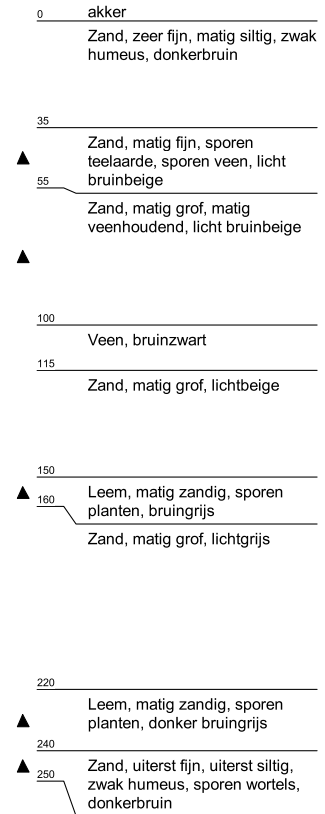 0 akker
Zand, zeer fijn, matig siltig, zwak
humeus, donkerbruin
35
Zand, matig fijn, sporen
teelaarde, sporen veen, licht
bruinbeige
55
Zand, matig grof, matig
veenhoudend, licht bruinbeige
100
Veen, bruinzwart
115
Zand, matig grof, lichtbeige
150
Leem, matig zandig, sporen
planten, bruingrijs
160
Zand, matig grof, lichtgrijs
220
Leem, matig zandig, sporen
planten, donker bruingrijs
240
Zand, uiterst fijn, uiterst siltig,
zwak humeus, sporen wortels,
donkerbruin
250